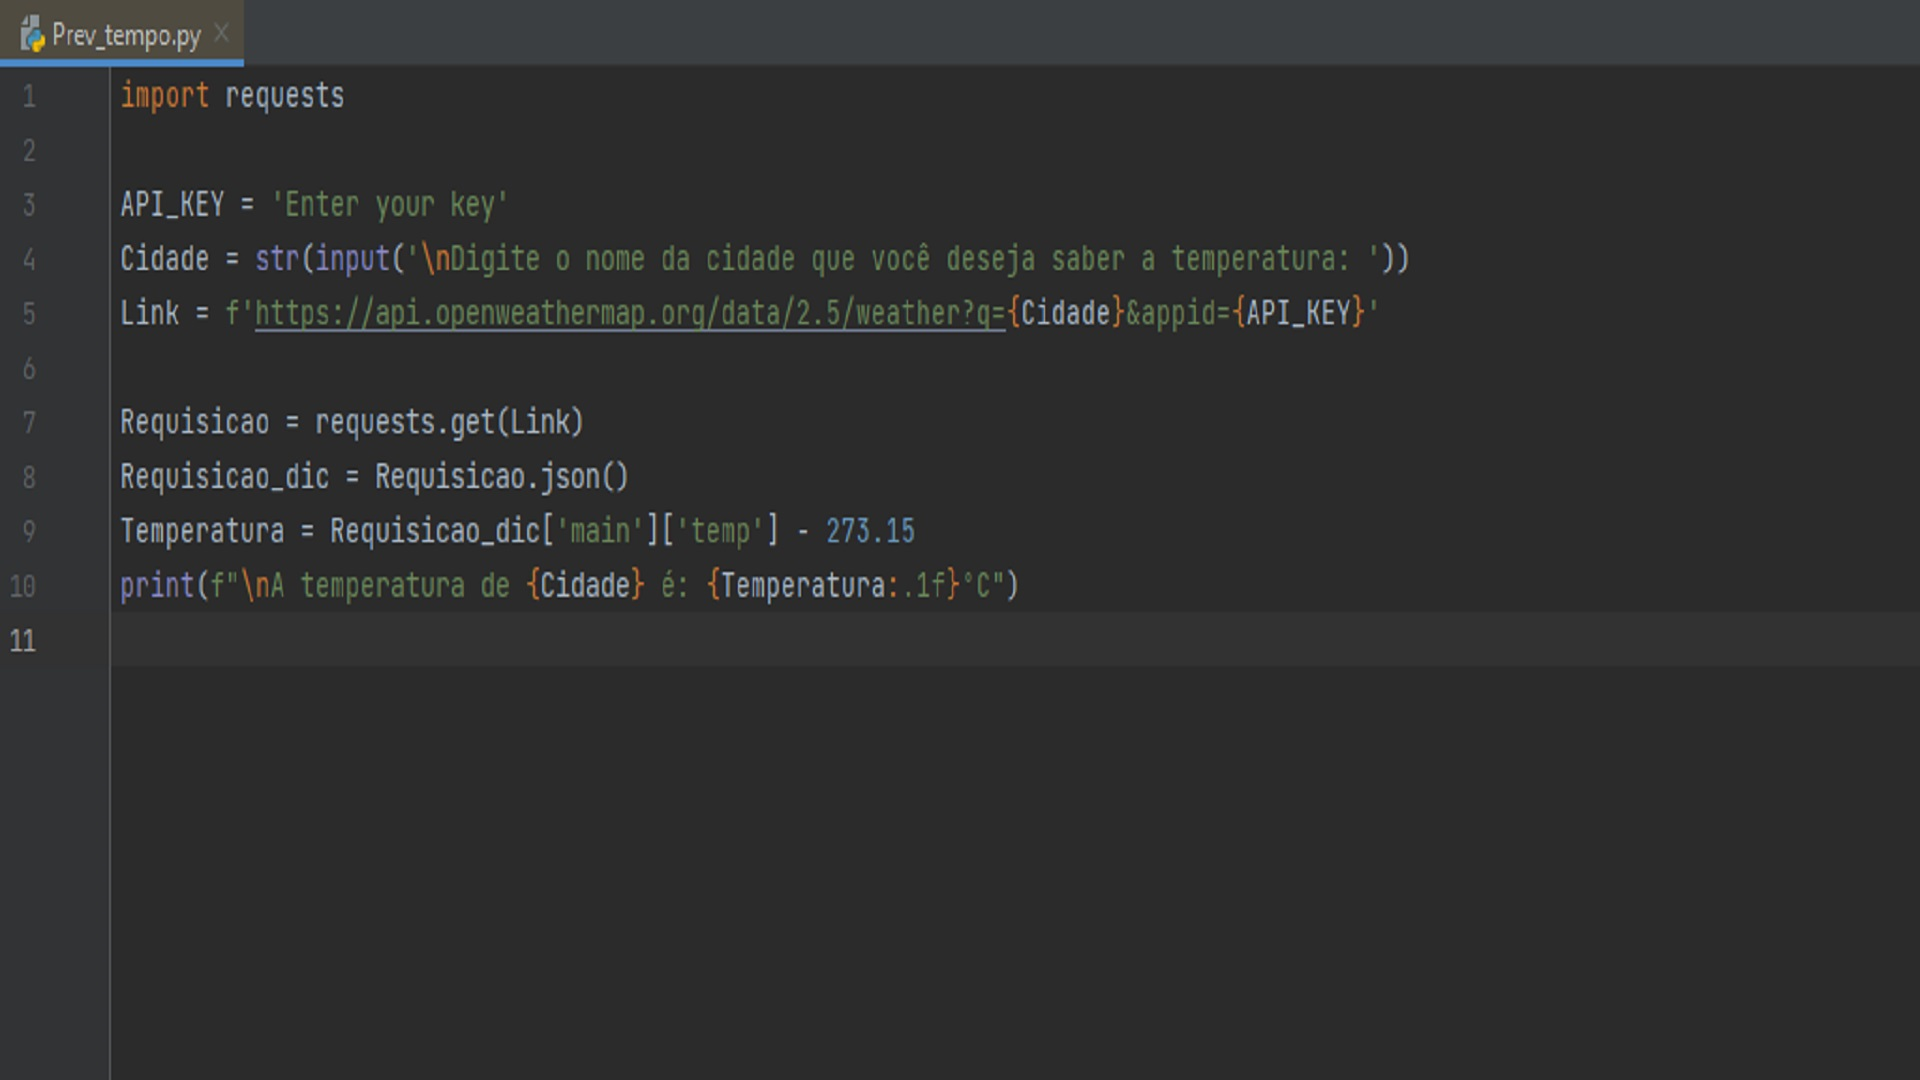 Prev_tempo.py
1 import requests
2
3 API_KEY = 'Enter your key'
4 Cidade = str(input('\nDigite o nome da cidade que você deseja saber a temperatura: '))
5 Link = f'https://api.openweathermap.org/data/2.5/weather?q={Cidade}&appid={API_KEY}'
6
7 Requisicao = requests.get(Link)
8 Requisicao_dic = Requisicao.json()
9 Temperatura = Requisicao_dic['main']['temp'] - 273.15
10 print(f"\nA temperatura de {Cidade} é: {Temperatura:.1f}°C")
11